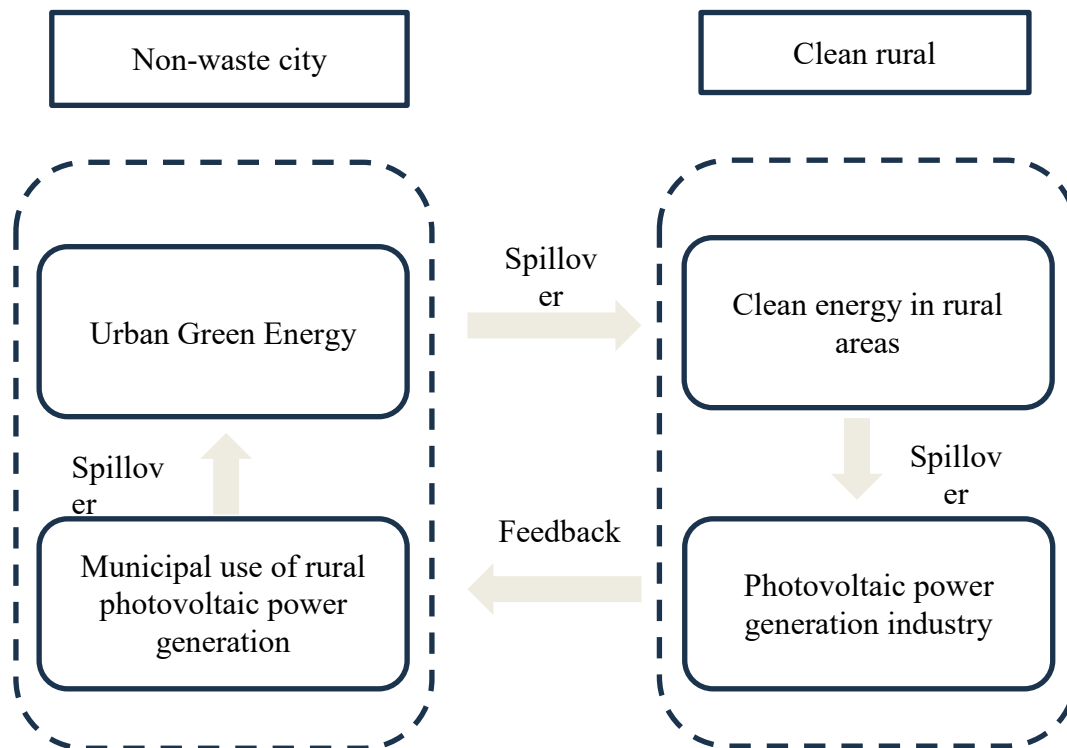 Non-waste city
Clean rural
Urban Green Energy
Spillov
er
Clean energy in rural
areas
Spillov
er
Spillov
er
Feedback
Municipal use of rural
photovoltaic power
generation
Photovoltaic power
generation industry